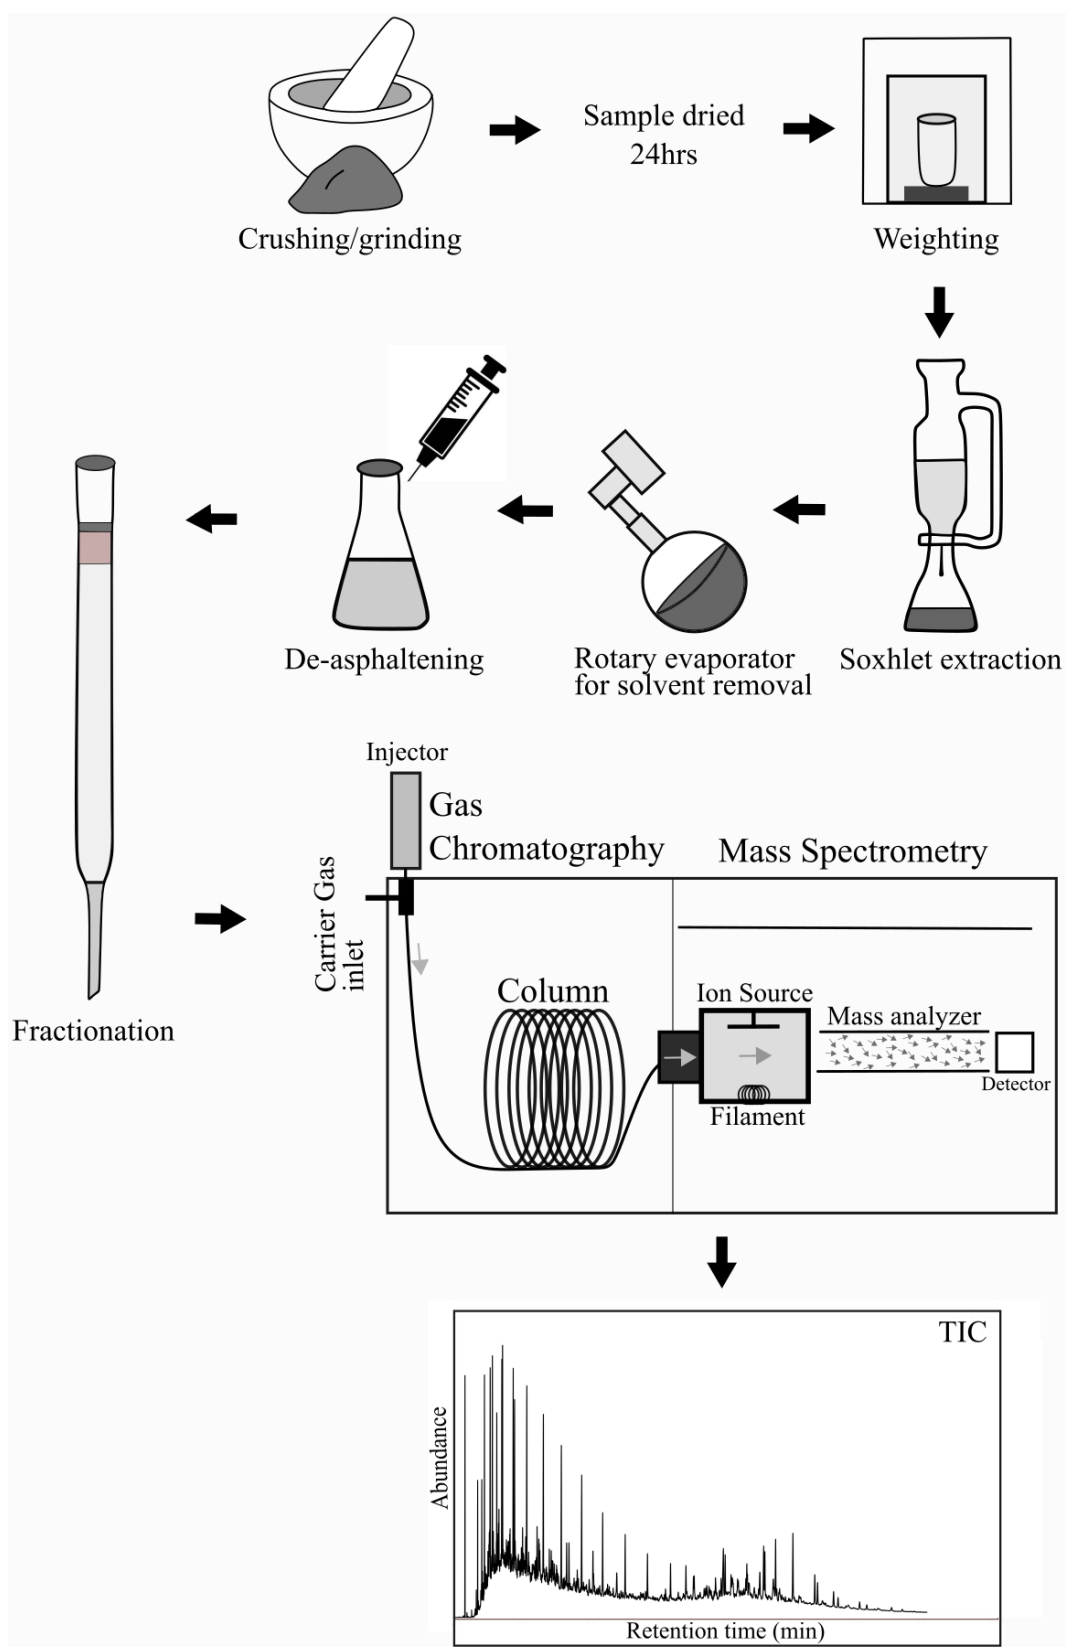 Crushing/grinding
Sample dried
24hrs
Weighting
De-asphaltening
Rotary evaporator
for solvent removal
Soxhlet extraction
Fractionation
Injector
Gas
Chromatography
Mass Spectrometry
Carrier Gas
inlet
Column
Ion Source
Mass analyzer
Detector
Filament
TIC
Abundance
Retention time (min)